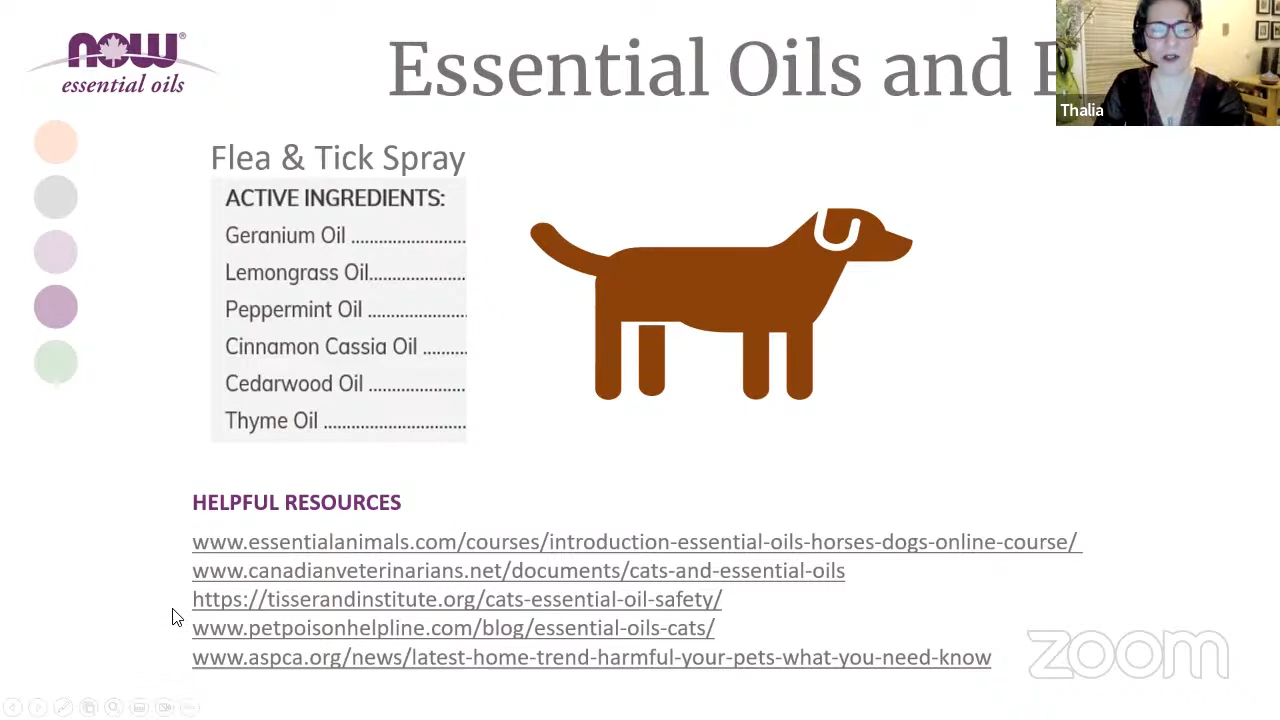 NOW®
essential oils
Essential Oils and P
Thalia
Flea & Tick Spray
ACTIVE INGREDIENTS:
Geranium Oil ..........................
Lemongrass Oil......................
Peppermint Oil ......................
Cinnamon Cassia Oil ..........
Cedarwood Oil ......................
Thyme Oil ................................
HELPFUL RESOURCES
www.essentialanimals.com/courses/introduction-essential-oils-horses-dogs-online-course/
www.canadianveterinarians.net/documents/cats-and-essential-oils
https://tisserandinstitute.org/cats-essential-oil-safety/
www.petpoisonhelpline.com/blog/essential-oils-cats/
www.aspca.org/news/latest-home-trend-harmful-your-pets-what-you-need-know
zoom